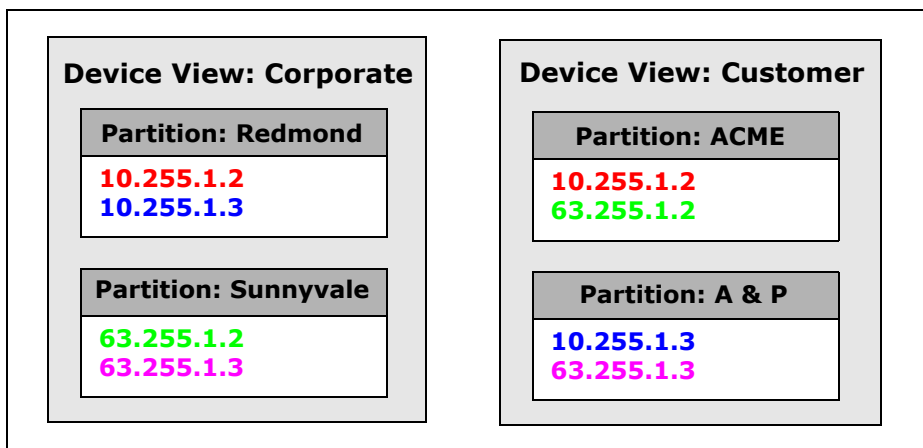 Device View: Corporate
Partition: Redmond
10.255.1.2
10.255.1.3
Partition: Sunnyvale
63.255.1.2
63.255.1.3
Device View: Customer
Partition: ACME
10.255.1.2
63.255.1.2
Partition: A & P
10.255.1.3
63.255.1.3